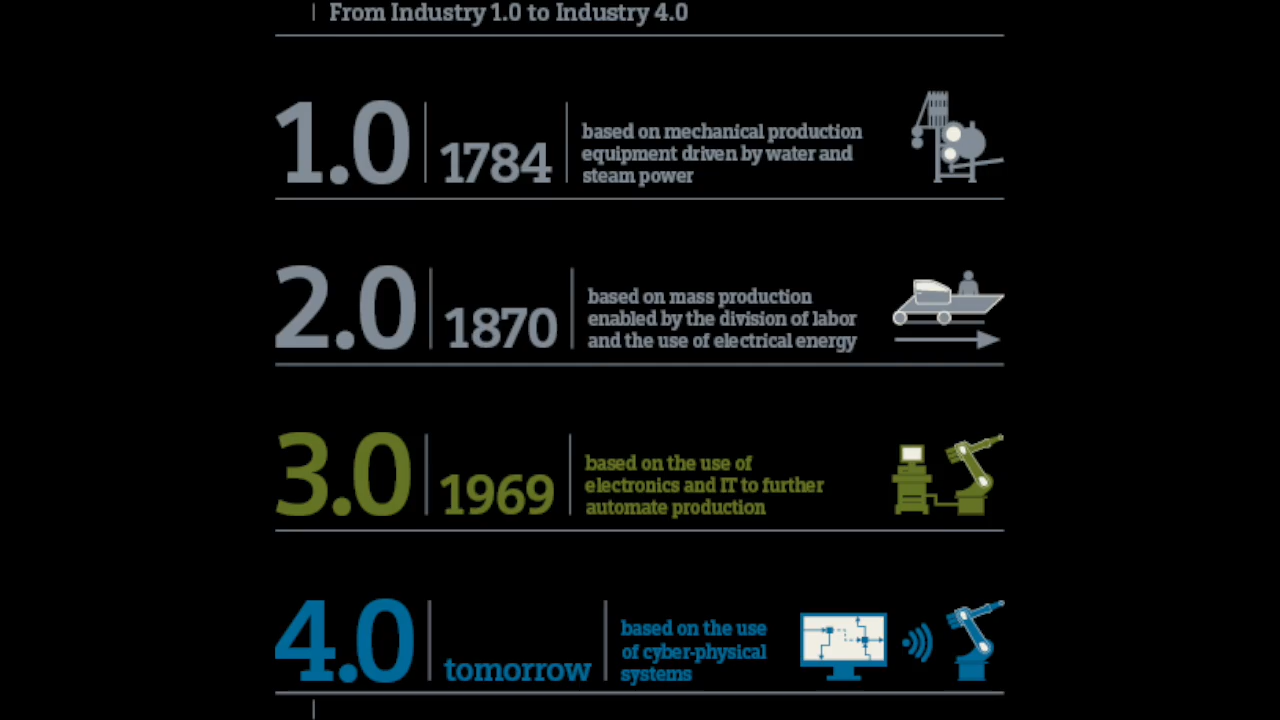 From Industry 1.0 to Industry 4.0
1.0
1784
based on mechanical production
equipment driven by water and
steam power
2.0
1870
based on mass production
enabled by the division of labor
and the use of electrical energy
3.0
1969
based on the use of
electronics and IT to further
automate production
4.0
tomorrow
based on the use
of cyber-physical
systems